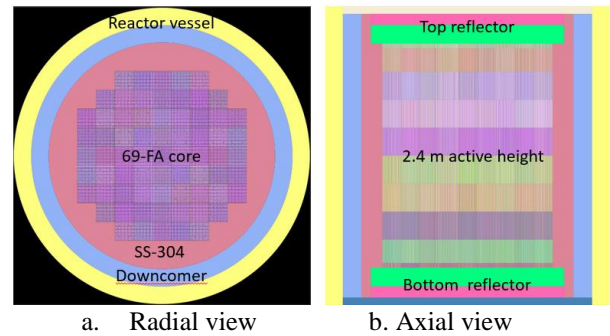 Reactor vessel
69-FA core
SS-304
Downcomer
Top reflector
2.4 m active height
Bottom reflector
a. Radial view
b. Axial view